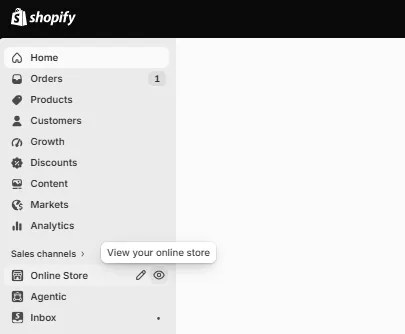 shopify
Home
Orders 1
Products
Customers
Growth
Discounts
Content
Markets
Analytics
Sales channels ›
View your online store
Online Store
Agentic
Inbox •